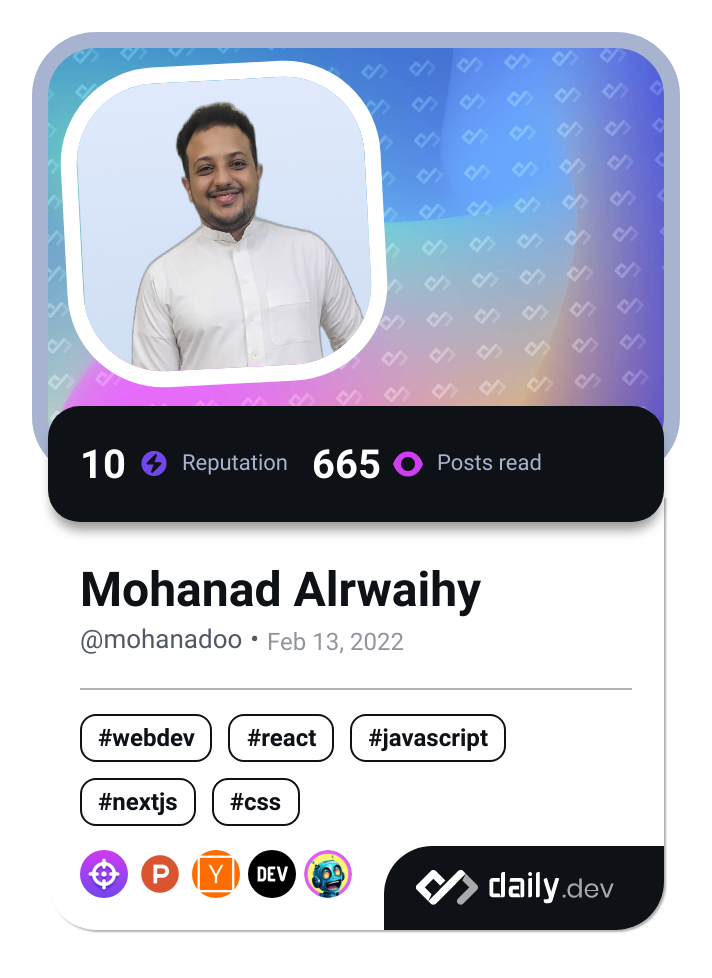 10 Reputation 665 Posts read
Mohanad Alrwaihy
@mohanadoo • Feb 13, 2022
#webdev #react #javascript
#nextjs #css
P Y DEV daily.dev